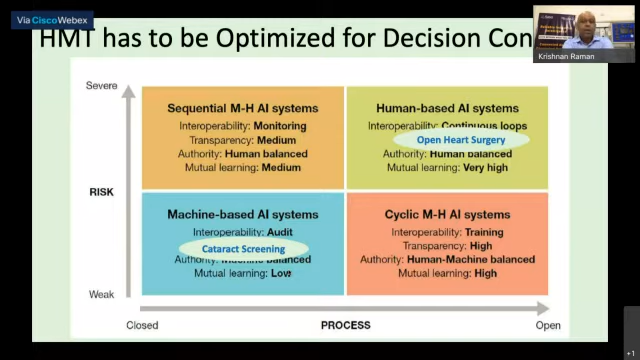 Via Cisco Webex
HMT has to be Optimized for Decision Con
Krishnan Raman
Severe
RISK
Weak
Sequential M-H AI systems
Interoperability: Monitoring
Transparency: Medium
Authority: Human balanced
Mutual learning: Medium
Human-based AI systems
Interoperability: Continuous loops
Open Heart Surgery
Authority: Human balanced
Mutual learning: Very high
Machine-based AI systems
Interoperability: Audit
Cataract Screening
Authority: Machine balanced
Mutual learning: Low
Cyclic M-H AI systems
Interoperability: Training
Transparency: High
Authority: Human-Machine balanced
Mutual learning: High
Closed
PROCESS
Open
+1